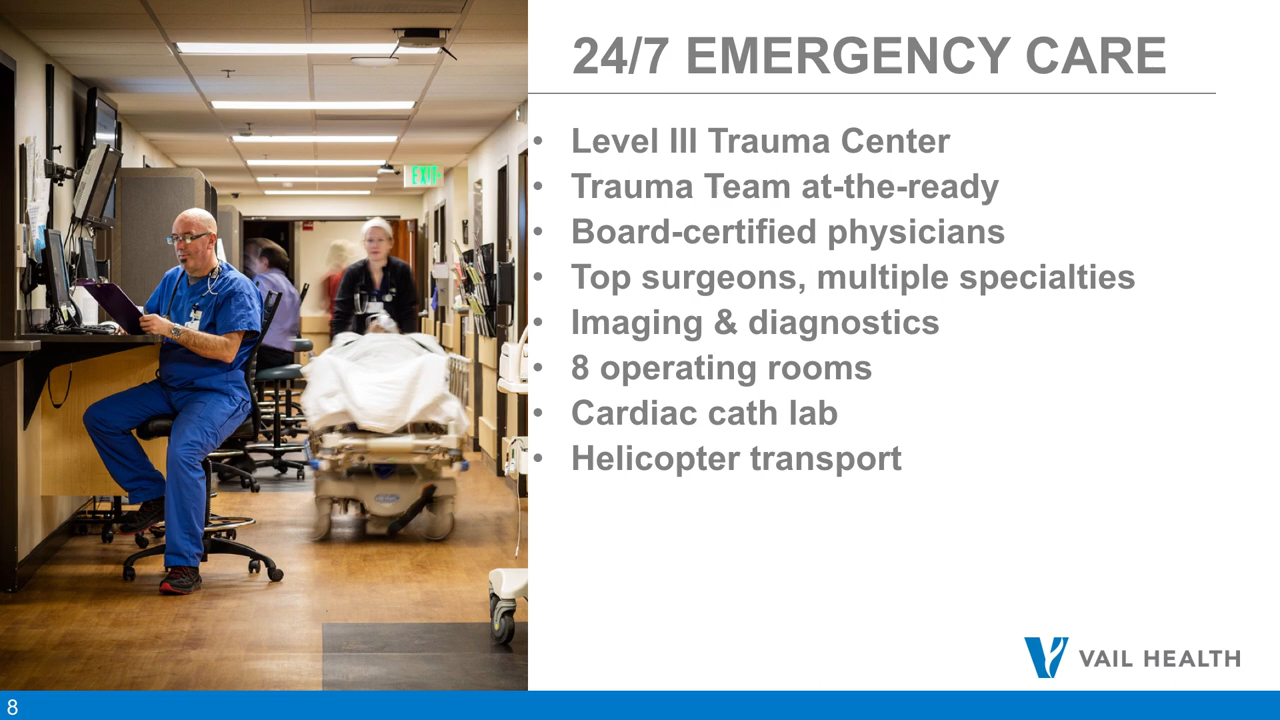 24/7 EMERGENCY CARE
• Level III Trauma Center
• Trauma Team at-the-ready
• Board-certified physicians
• Top surgeons, multiple specialties
• Imaging & diagnostics
• 8 operating rooms
• Cardiac cath lab
• Helicopter transport
EXIT
VAIL HEALTH
8